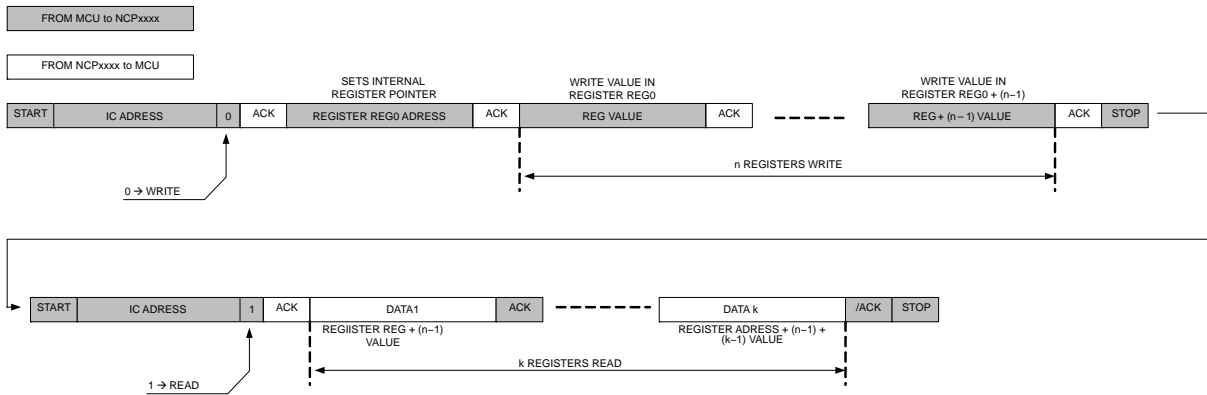 FROM MCU to NCPxxxx
FROM NCPxxxx to MCU
SETS INTERNAL
REGISTER POINTER
WRITE VALUE IN
REGISTER REG0
WRITE VALUE IN
REGISTER REG0 + (n−1)
START IC ADRESS 0 ACK REGISTER REG0 ADRESS ACK REG VALUE ACK REG + (n − 1) VALUE ACK STOP
n REGISTERS WRITE
0 → WRITE
START IC ADRESS 1 ACK DATA1 ACK DATA k /ACK STOP
REGIISTER REG + (n−1)
VALUE
REGISTER ADRESS + (n−1) +
(k−1) VALUE
k REGISTERS READ
1 → READ